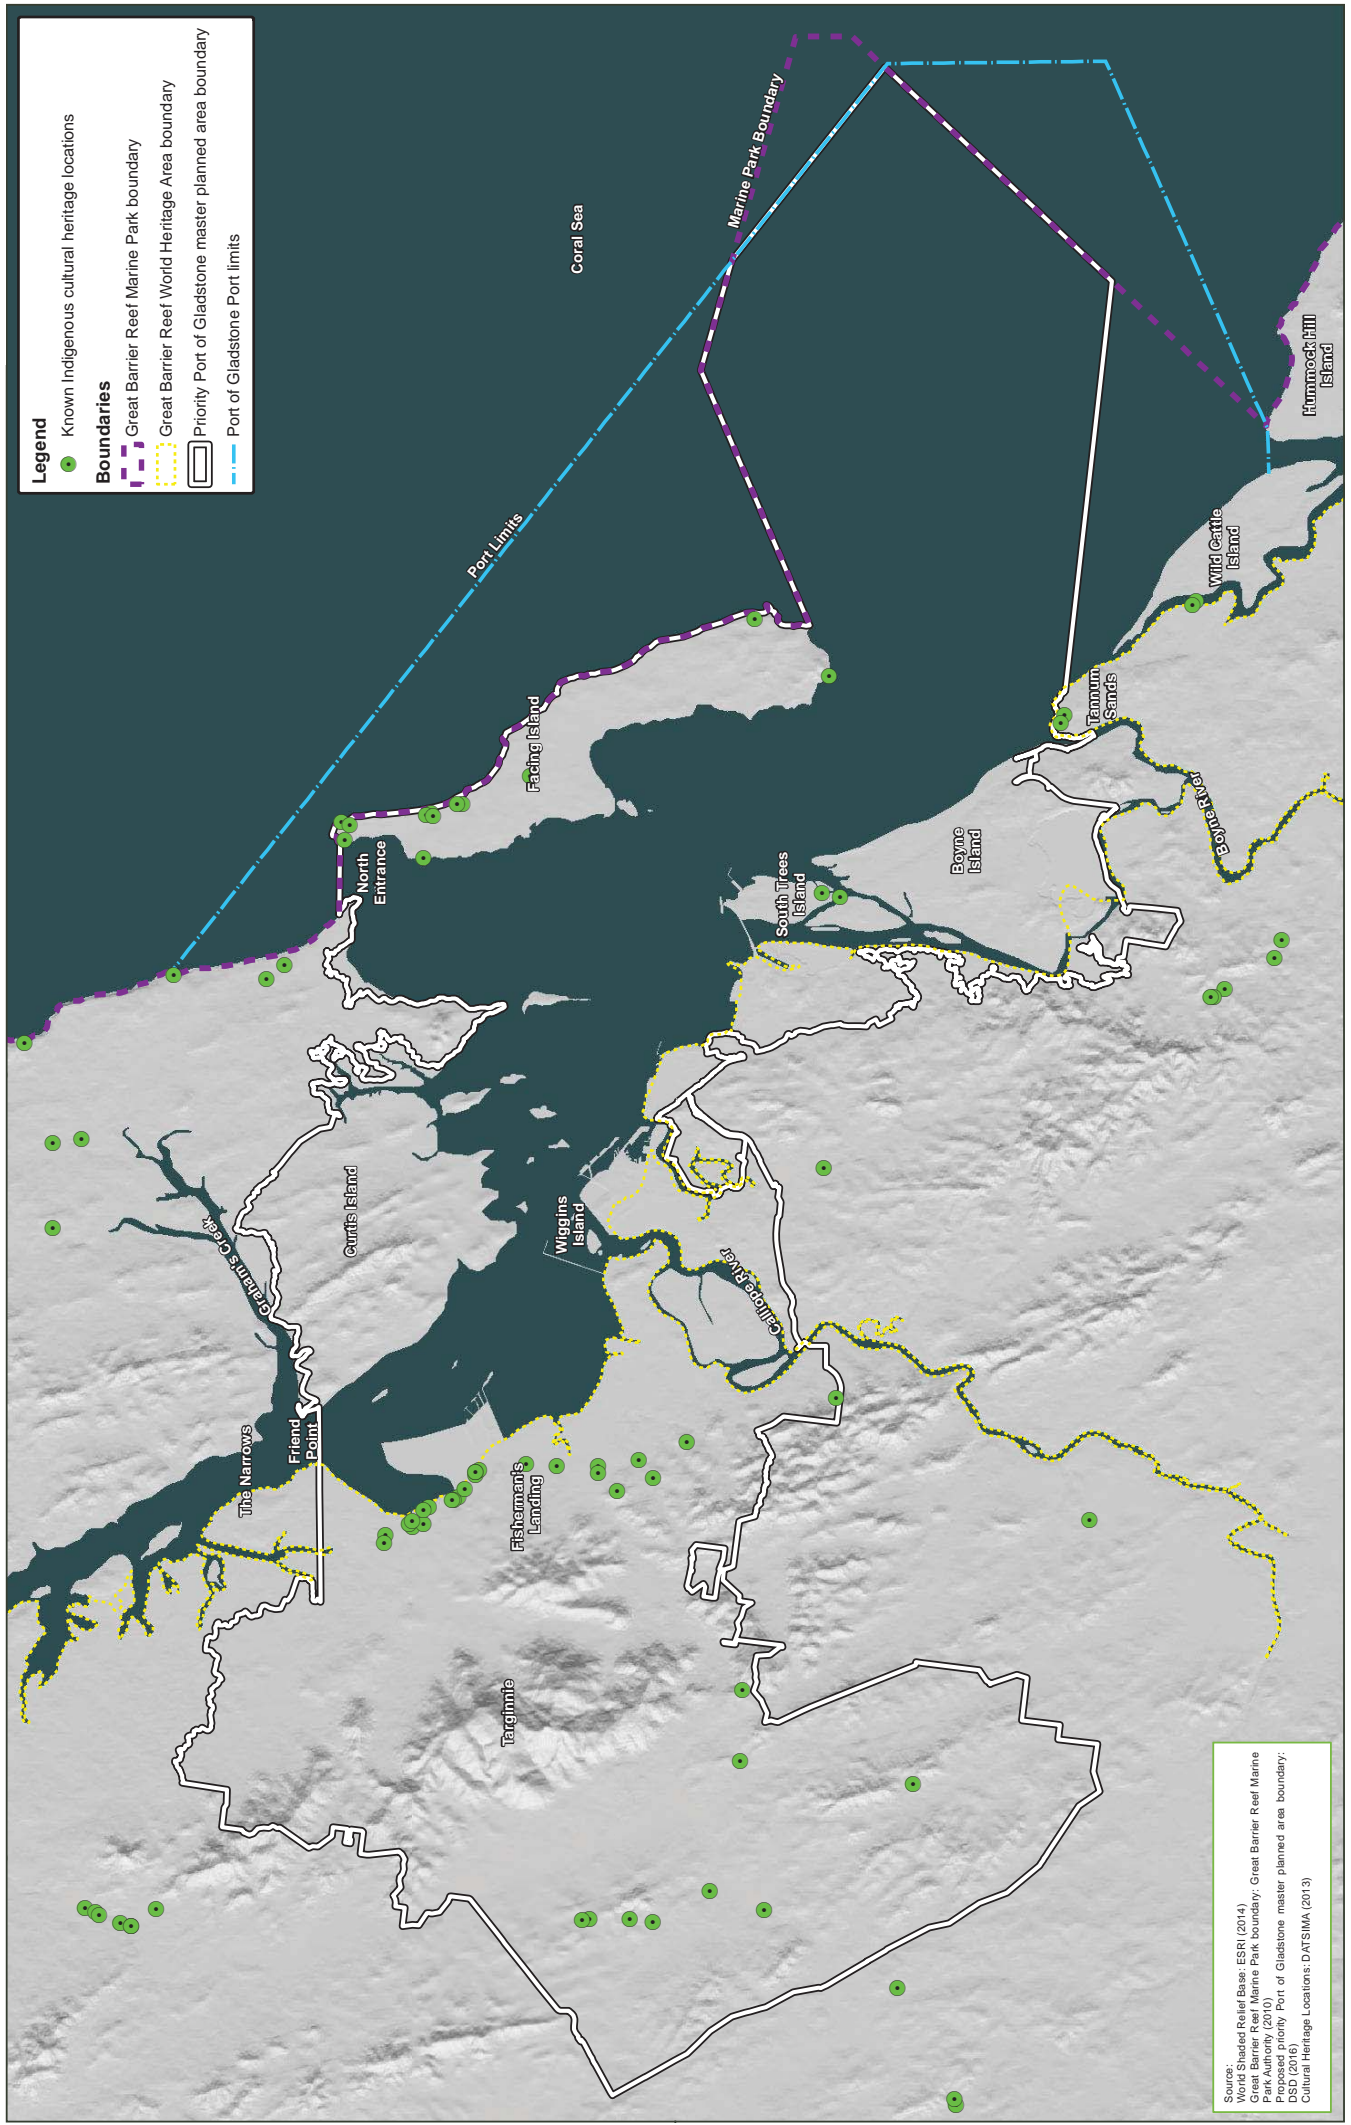 Legend
Known Indigenous cultural heritage locations
Boundaries
Great Barrier Reef Marine Park boundary
Great Barrier Reef World Heritage Area boundary
Priority Port of Gladstone master planned area boundary
Port of Gladstone Port limits
Marine Park Boundary
Coral Sea
Port Limits
Hummock Hill
Island
Wild Cattle
Island
Tannum
Sands
Facing Island
North
Entrance
Boyne River
Boyne
Island
South Trees
Island
Curtis Island
Graham's Creek
Wiggins
Island
Calliope River
The Narrows
Friend
Point
Fisherman's
Landing
Targinnie
Source:
World Shaded Relief Base: ESRI (2014)
Great Barrier Reef Marine Park boundary: Great Barrier Reef Marine
Park Authority (2010)
Proposed priority Port of Gladstone master planned area boundary:
DSD (2016)
Cultural Heritage Locations: DATSIMA (2013)